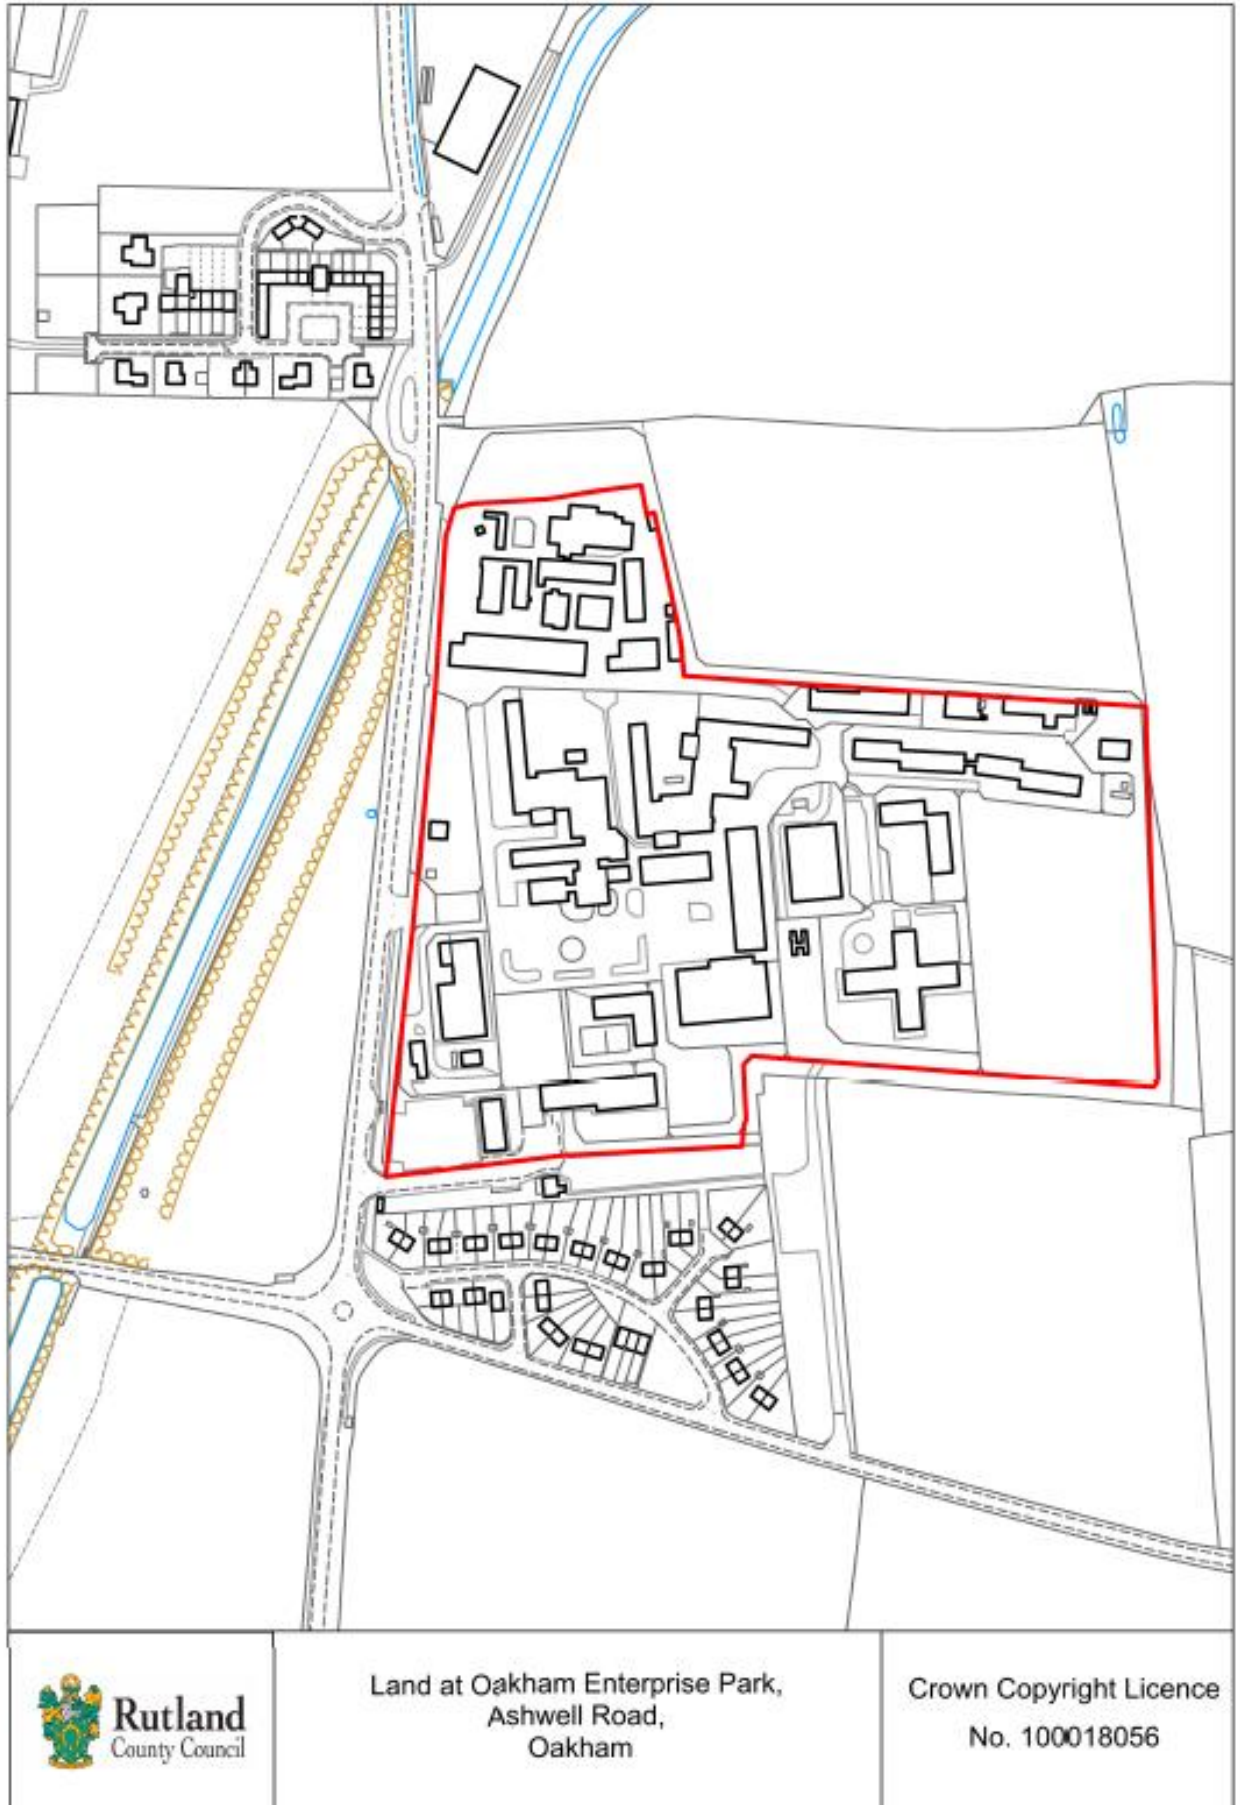 Rutland
County Council
Land at Oakham Enterprise Park,
Ashwell Road,
Oakham
Crown Copyright Licence
No. 100018056